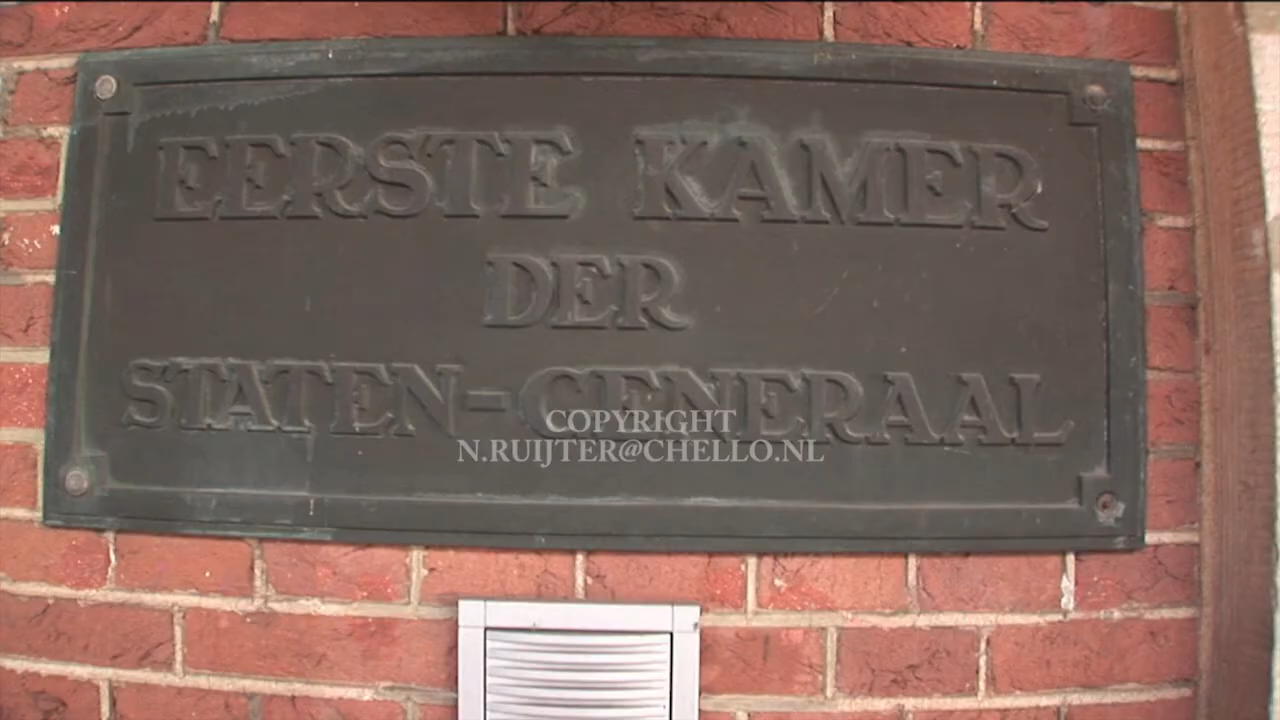 EERSTE KAMER
DER
STATEN-GENERAAL
COPYRIGHT
N.RUIJTER@CHELLO.NL